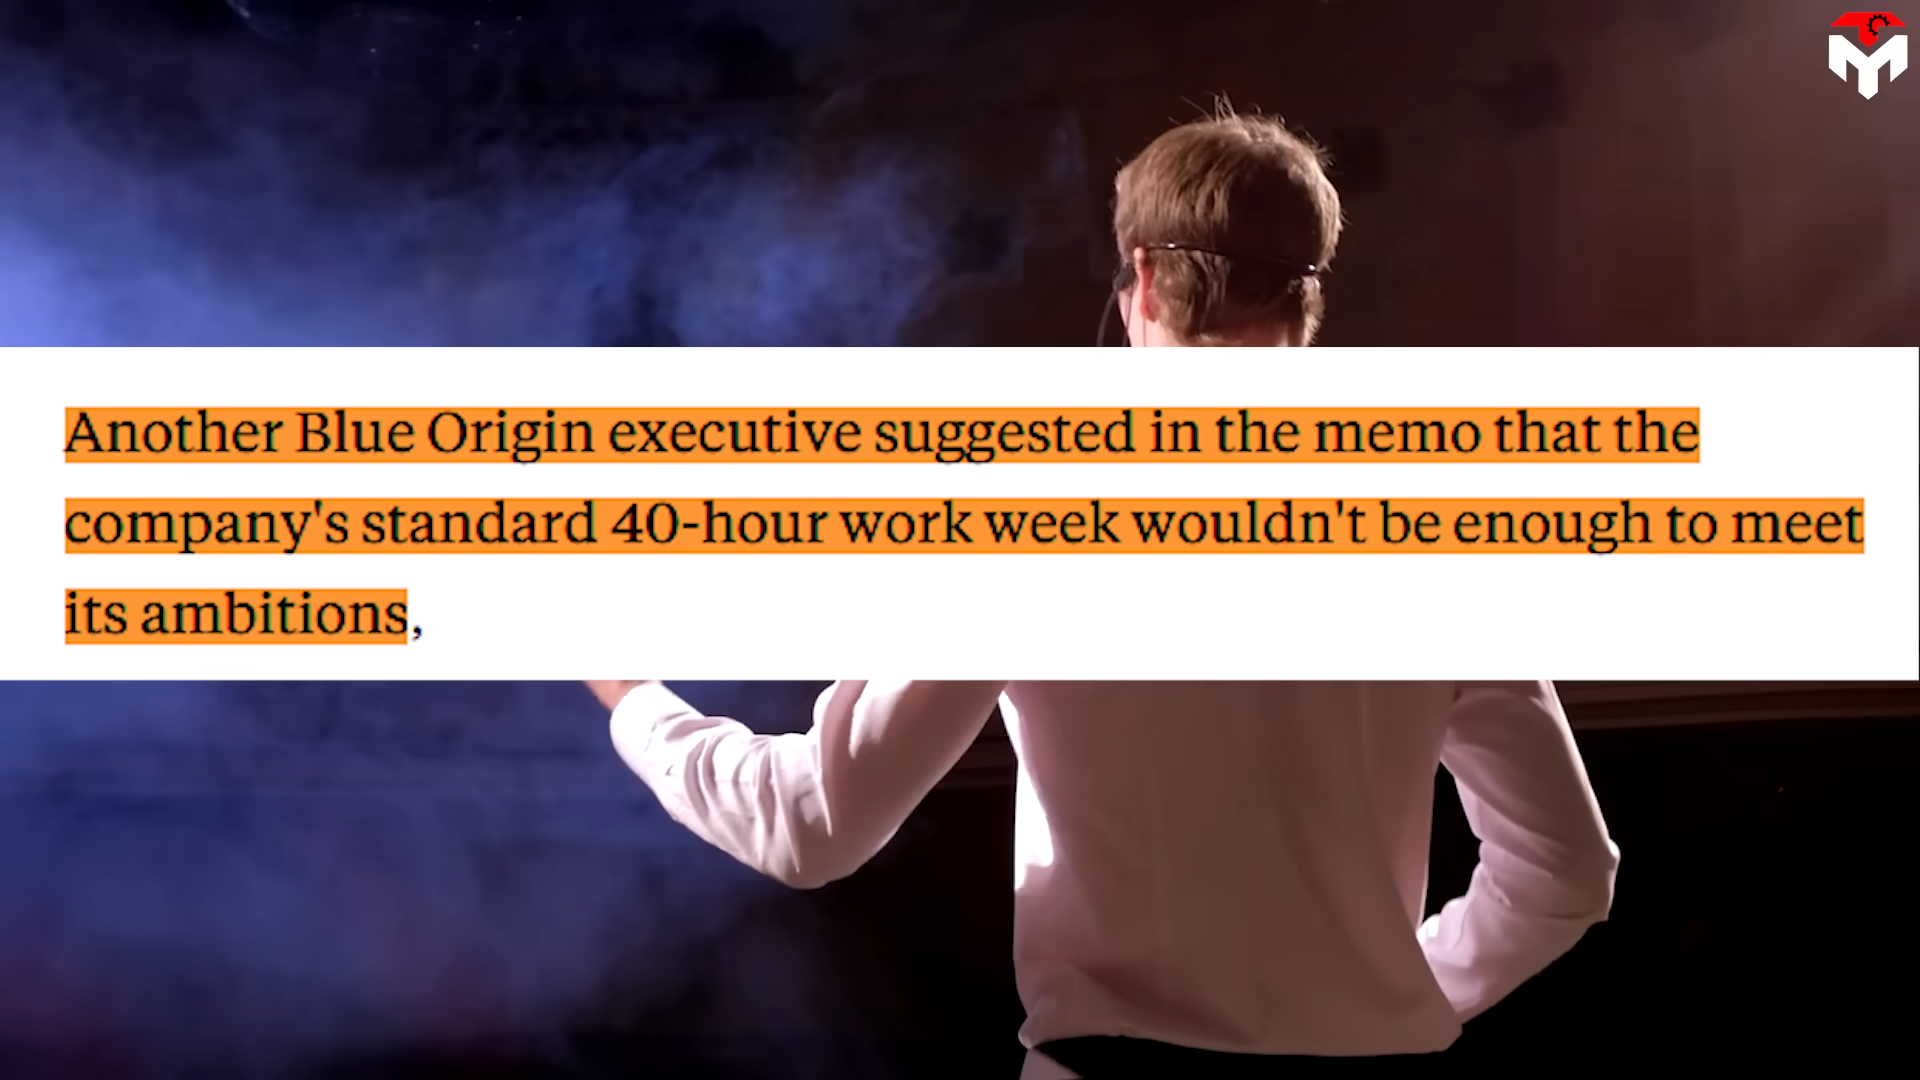 Another Blue Origin executive suggested in the memo that the
company's standard 40-hour work week wouldn't be enough to meet
its ambitions,